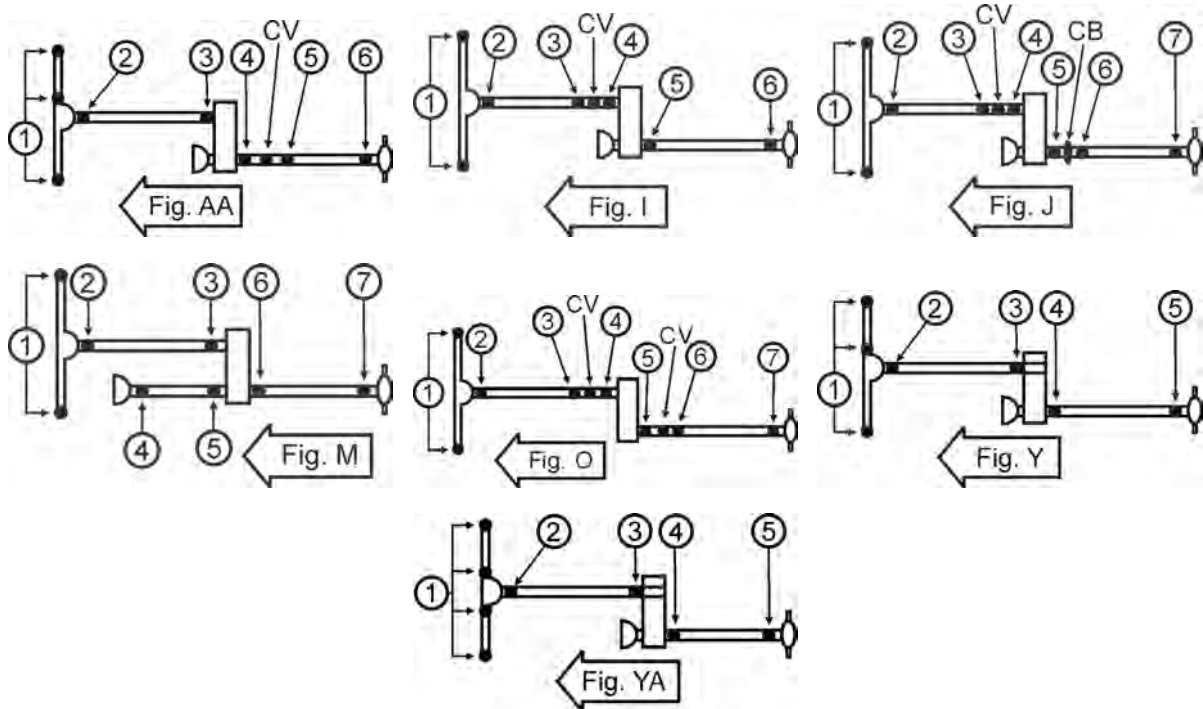 CV
2 3 4 5 6
1
Fig. AA
CV
2 3 4
1 5 6
Fig. I
CV
2 3 4 CB 7
5 6
1
Fig. J
2 3 6 7
1
4 5
Fig. M
CV
3 4 CV
2 5 6 7
1
Fig. O
2 3 4 5
1
Fig. Y
2 3 4 5
1
Fig. YA